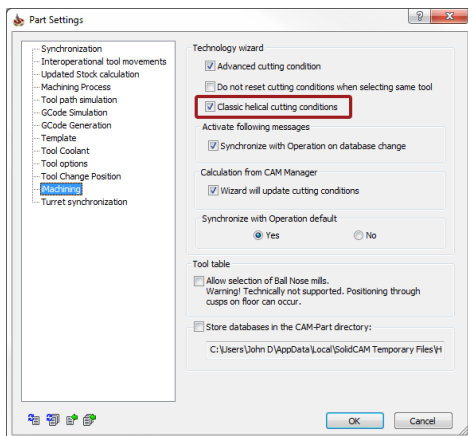 Part Settings
Synchronization
Interoperational tool movements
Updated Stock calculation
Machining Process
Tool path simulation
GCode Simulation
GCode Generation
Template
Tool Coolant
Tool options
Tool Change Position
iMachining
Turret synchronization
Technology wizard
Advanced cutting condition
Do not reset cutting conditions when selecting same tool
Classic helical cutting conditions
Activate following messages
Synchronize with Operation on database change
Calculation from CAM Manager
Wizard will update cutting conditions
Synchronize with Operation default
Yes No
Tool table
Allow selection of Ball Nose mills.
Warning! Technically not supported. Positioning through
cusps on floor can occur.
Store databases in the CAM-Part directory:
C:\Users\John D\AppData\Local\SolidCAM Temporary Files\H
OK Cancel